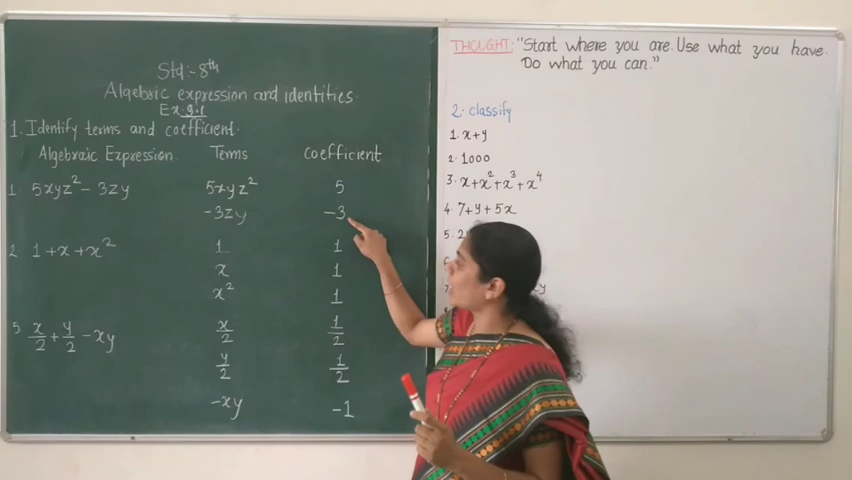 Std:- 8th
Algebric expression and identities.
Ex. 9.1
1. Identify terms and coefficient.
Algebraic Expression Terms Coefficient
1. 5xyz² – 3zy 5xyz² 5
–3zy –3
2. 1 + x + x² 1 1
x 1
x² 1
5. x/2 + y/2 – xy x/2 1/2
y/2 1/2
–xy –1
THOUGHT: "Start where you are. Use what you have.
Do what you can."
2. classify
1. x+y
2. 1000
3. x+x²+x³+x⁴
4. 7+y+5x
5.